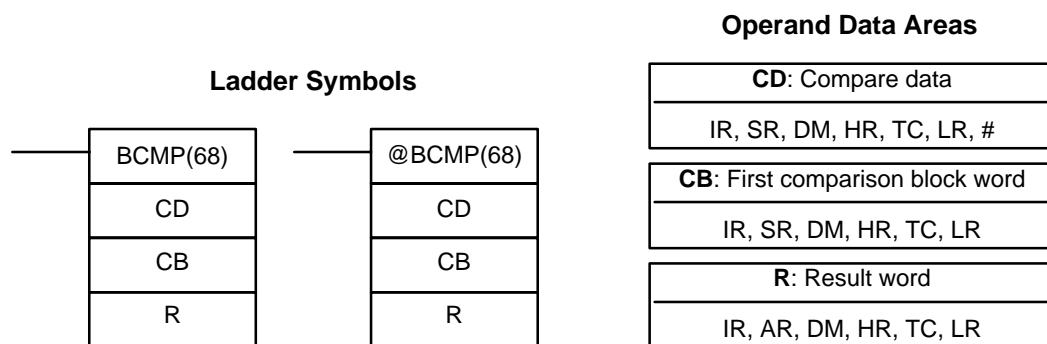 Operand Data Areas
Ladder Symbols
CD: Compare data
IR, SR, DM, HR, TC, LR, #
BCMP(68)
@BCMP(68)
CB: First comparison block word
CD
CD
IR, SR, DM, HR, TC, LR
CB
CB
R: Result word
R
R
IR, AR, DM, HR, TC, LR